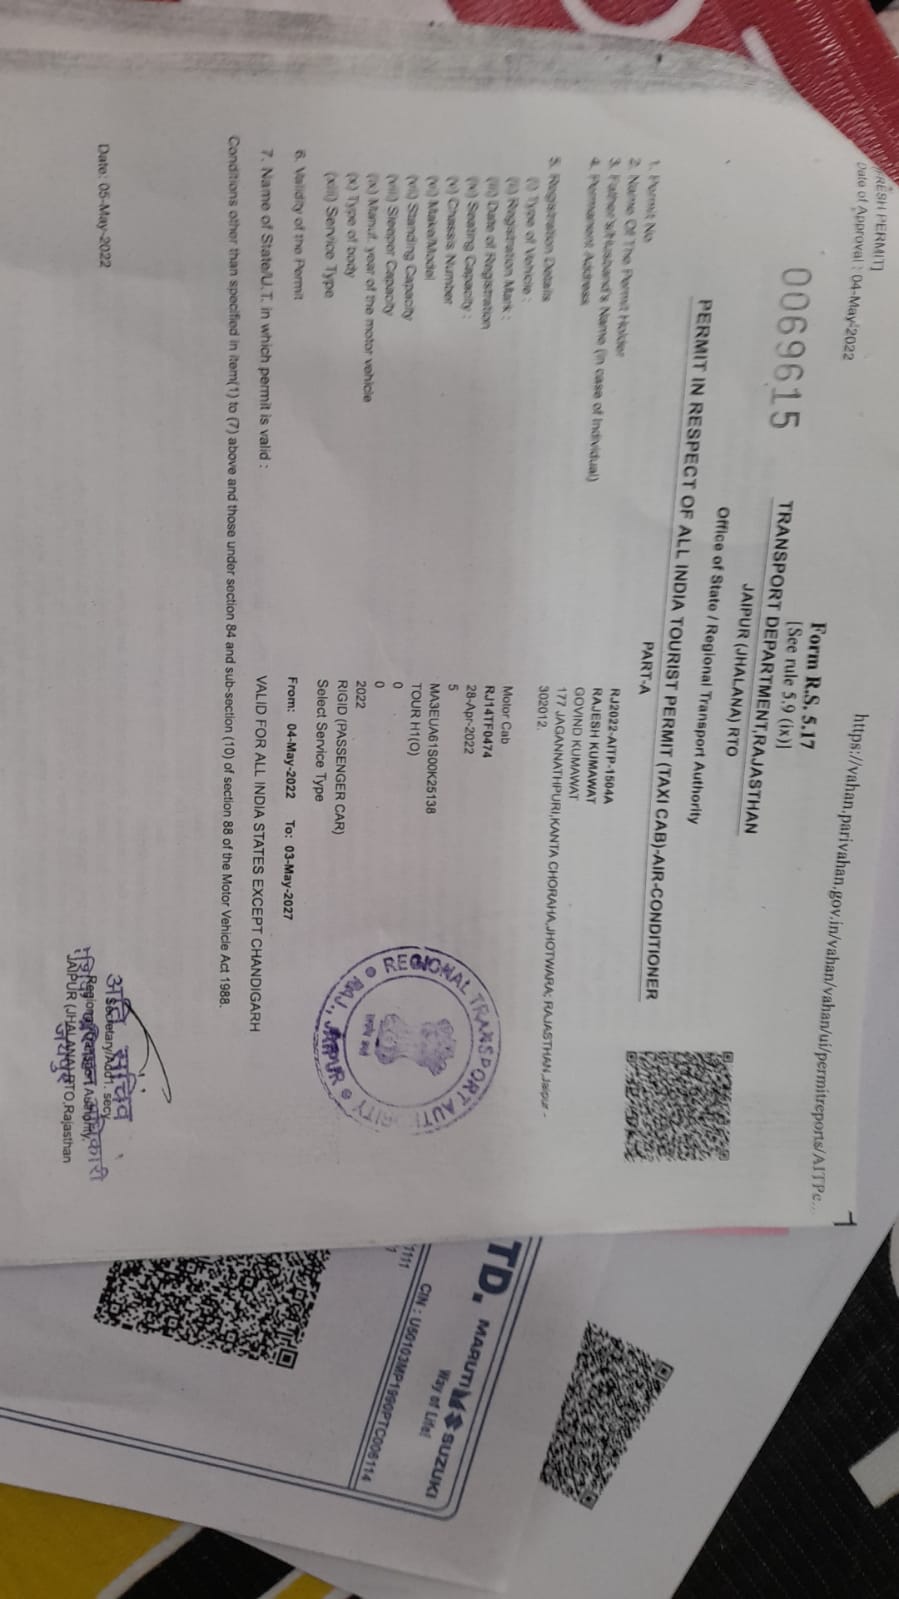 [FRESH PERMIT]
Date of Approval : 04-May-2022
https://vahan.parivahan.gov.in/vahan/vahan/ui/permitreports/AITPc...
0069615
Form R.S. 5.17
[See rule 5.9 (ix)]
TRANSPORT DEPARTMENT,RAJASTHAN
JAIPUR (JHALANA) RTO
Office of State / Regional Transport Authority
PERMIT IN RESPECT OF ALL INDIA TOURIST PERMIT (TAXI CAB)-AIR-CONDITIONER
PART-A
1. Permit No RJ2022-AITP-1504A
2. Name Of The Permit Holder RAJESH KUMAWAT
3. Father's/Husband's Name (in case of Individual) GOVIND KUMAWAT
4. Permanent Address 177 JAGANNATHPURI,KANTA CHORAHA,JHOTWARA; RAJASTHAN,Jaipur -
302012.
5. Registration Details
(i) Type of Vehicle : Motor Cab
(ii) Registration Mark : RJ14TF0474
(iii) Date of Registration 28-Apr-2022
(iv) Seating Capacity : 5
(v) Chassis Number MA3EUA61S00K25138
(vi) Make/Model TOUR H1(O)
(vii) Standing Capacity 0
(viii) Sleeper Capacity 0
(ix) Manuf. year of the motor vehicle 2022
(x) Type of body RIGID (PASSENGER CAR)
(xiii) Service Type Select Service Type
6. Validity of the Permit From: 04-May-2022 To: 03-May-2027
7. Name of State/U.T. in which permit is valid : VALID FOR ALL INDIA STATES EXCEPT CHANDIGARH
Conditions other than specified in item(1) to (7) above and those under section 84 and sub-section (10) of section 88 of the Motor Vehicle Act 1988.
REGIONAL TRANSPORT AUTHORITY
RAJ., JAIPUR
Date: 05-May-2022
Secretary/Addl. secy
Regional Transport Authority,
JAIPUR (JHALANA) RTO,Rajasthan
जयपुर
TD.
MARUTI SUZUKI
Way of Life!
CIN : U50103MP1990PTC006114
1111